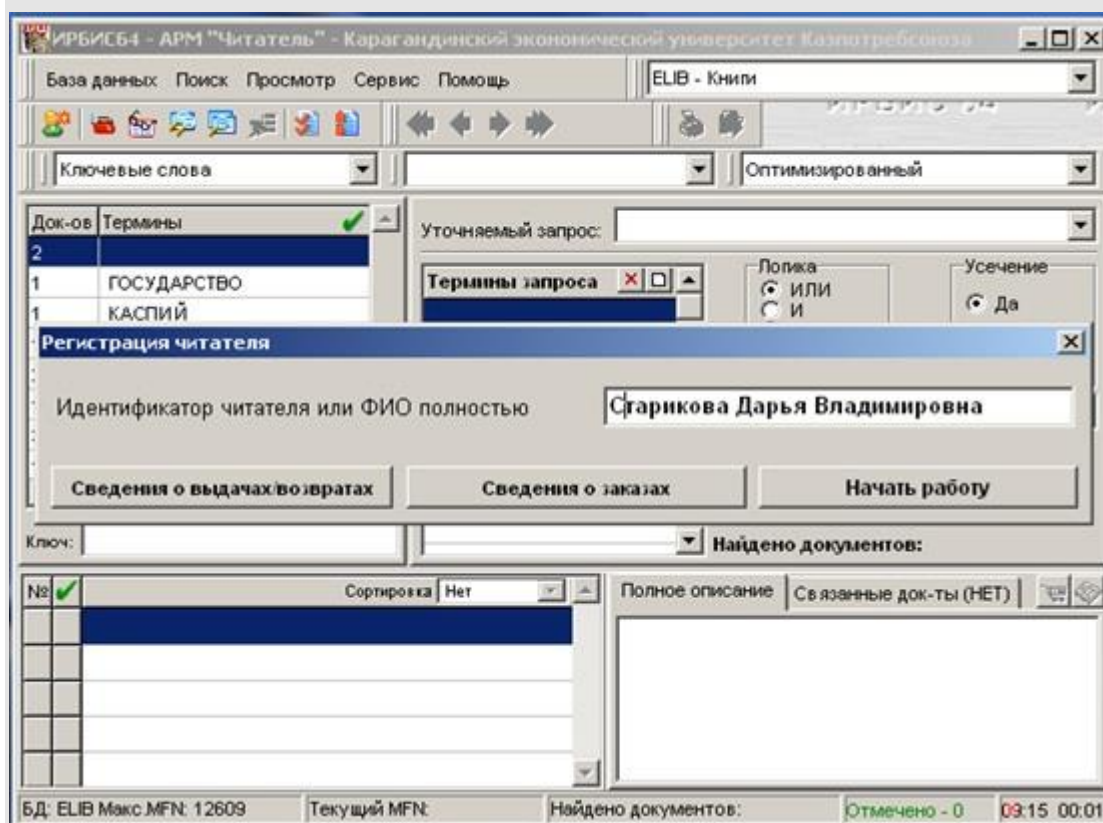 ИРБИС64 - АРМ "Читатель" - Карагандинский экономический университет Казпотребсоюза
База данных Поиск Просмотр Сервис Помощь ELIB - Книги
Ключевые слова Оптимизированный
Док-ов Термины
Уточняемый запрос:
2
1 ГОСУДАРСТВО
1 КАСПИЙ
Термины запроса
Логика
ИЛИ
И
Усечение
Да
Регистрация читателя
Идентификатор читателя или ФИО полностью Старикова Дарья Владимировна
Сведения о выдачах/возвратах Сведения о заказах Начать работу
Ключ: Найдено документов:
№ Сортировка Нет Полное описание Связанные док-ты (НЕТ)
БД: ELIB Макс.MFN: 12609 Текущий MFN: Найдено документов: Отмечено - 0 09:15 00:01